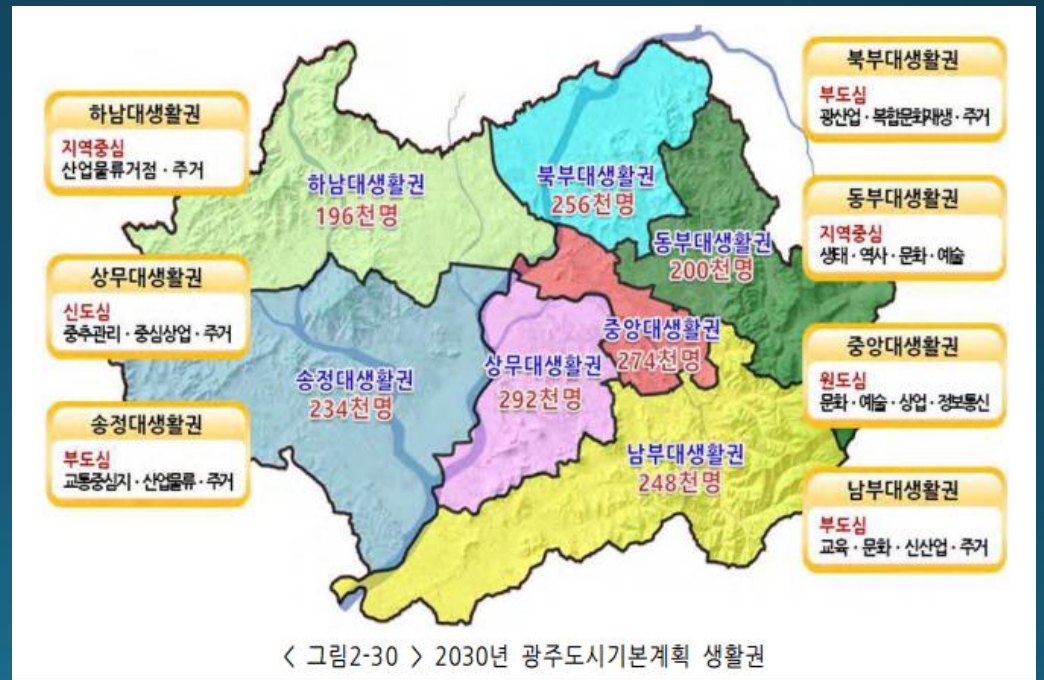 하남대생활권
지역중심
산업물류거점 · 주거
상무대생활권
신도심
중추관리 · 중심상업 · 주거
송정대생활권
부도심
교통중심지 · 산업물류 · 주거
하남대생활권
196천명
북부대생활권
256천명
동부대생활권
200천명
중앙대생활권
274천명
상무대생활권
292천명
송정대생활권
234천명
남부대생활권
248천명
북부대생활권
부도심
광산업 · 복합문화재생 · 주거
동부대생활권
지역중심
생태 · 역사 · 문화 · 예술
중앙대생활권
원도심
문화 · 예술 · 상업 · 정보통신
남부대생활권
부도심
교육 · 문화 · 신산업 · 주거
< 그림2-30 > 2030년 광주도시기본계획 생활권